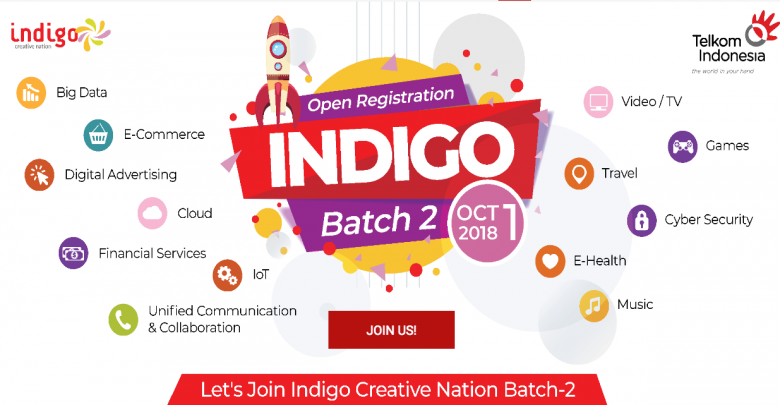 indigo
creative nation
Telkom
Indonesia
the world in your hand
Open Registration
INDIGO
Batch 2
OCT
2018
1
Big Data
E-Commerce
Digital Advertising
Cloud
Financial Services
IoT
Unified Communication
& Collaboration
Video / TV
Games
Travel
Cyber Security
E-Health
Music
JOIN US!
Let's Join Indigo Creative Nation Batch-2